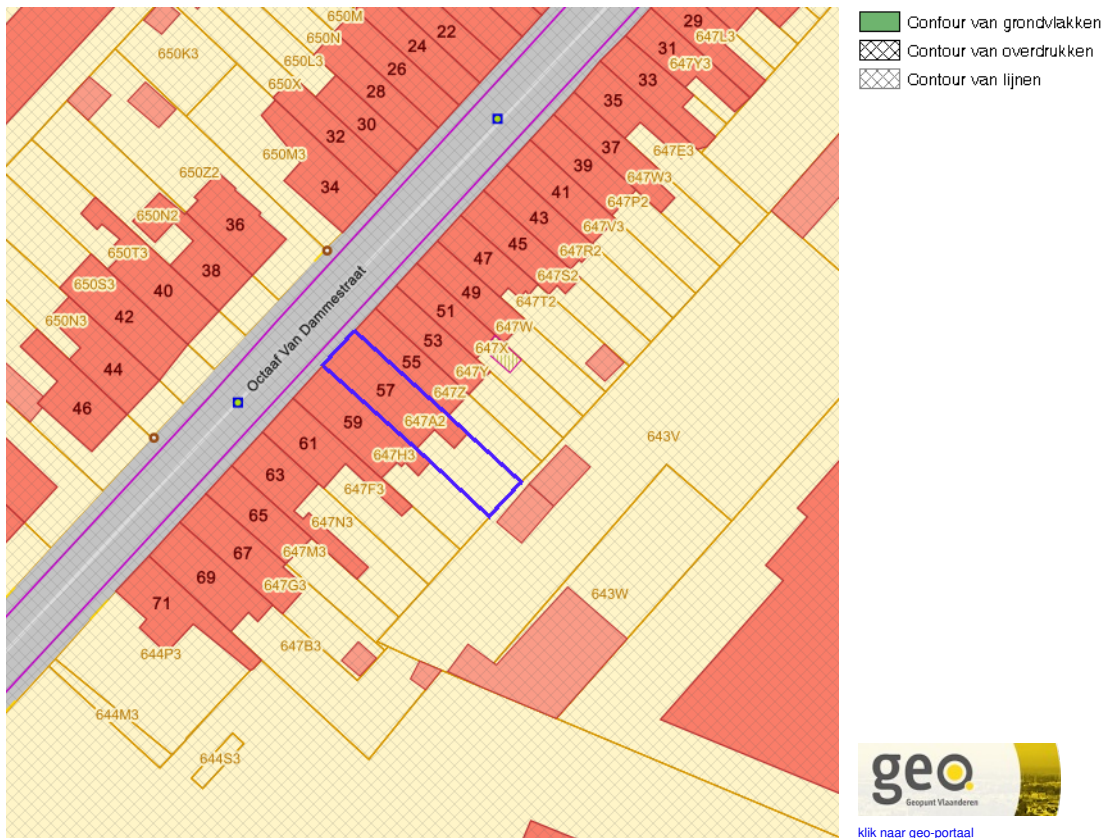 Contour van grondvlakken
Contour van overdrukken
Contour van lijnen
650M
22
29
647L3
650N
24
31
650K3
650L3
26
647Y3
650X
28
33
30
35
32
37
650M3
647E3
39
650Z2
34
647W3
41
647P2
650N2
36
43
647V3
45
647R2
650T3
38
47
647S2
650S3
40
49
647T2
650N3
42
51
647W
Octaaf Van Dammestraat
53
647X
44
55
647Y
57
647Z
46
59
647A2
61
643V
647H3
63
647F3
65
647N3
67
647M3
69
647G3
643W
71
647B3
644P3
644M3
644S3
geo.
Geopunt Vlaanderen
klik naar geo-portaal